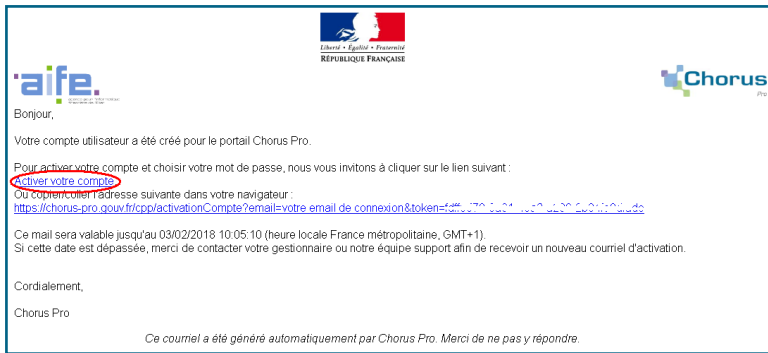 Liberté • Égalité • Fraternité
RÉPUBLIQUE FRANÇAISE
aife.
Chorus
Pro
Bonjour,
Votre compte utilisateur a été créé pour le portail Chorus Pro.
Pour activer votre compte et choisir votre mot de passe, nous vous invitons à cliquer sur le lien suivant :
Activer votre compte
Ou copier/coller l'adresse suivante dans votre navigateur :
https://chorus-pro.gouv.fr/cpp/activationCompte?email=votre email de connexion&token=
Ce mail sera valable jusqu'au 03/02/2018 10:05:10 (heure locale France métropolitaine, GMT+1).
Si cette date est dépassée, merci de contacter votre gestionnaire ou notre équipe support afin de recevoir un nouveau courriel d'activation.
Cordialement,
Chorus Pro
Ce courriel a été généré automatiquement par Chorus Pro. Merci de ne pas y répondre.